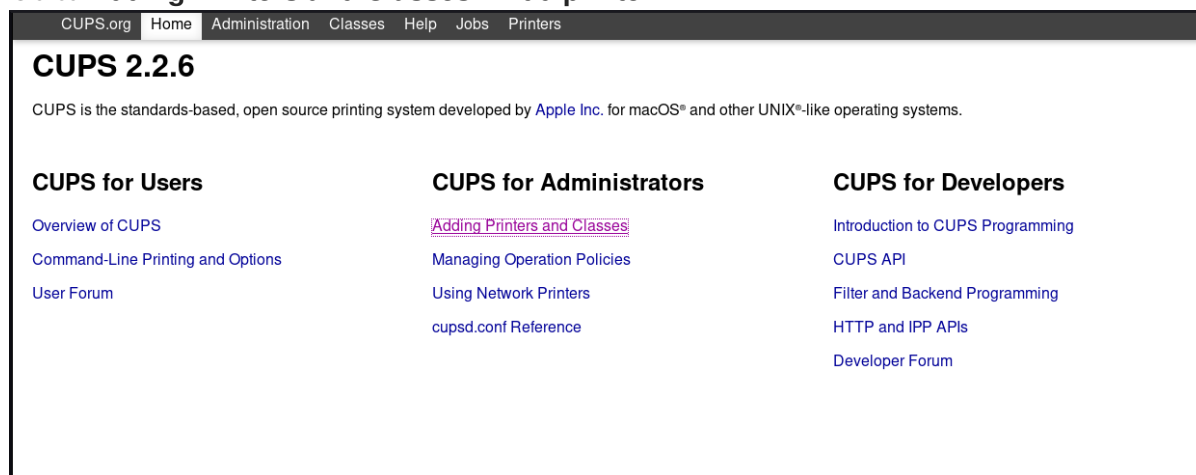 CUPS.org Home Administration Classes Help Jobs Printers
CUPS 2.2.6
CUPS is the standards-based, open source printing system developed by Apple Inc. for macOS® and other UNIX®-like operating systems.
CUPS for Users
Overview of CUPS
Command-Line Printing and Options
User Forum
CUPS for Administrators
Adding Printers and Classes
Managing Operation Policies
Using Network Printers
cupsd.conf Reference
CUPS for Developers
Introduction to CUPS Programming
CUPS API
Filter and Backend Programming
HTTP and IPP APIs
Developer Forum